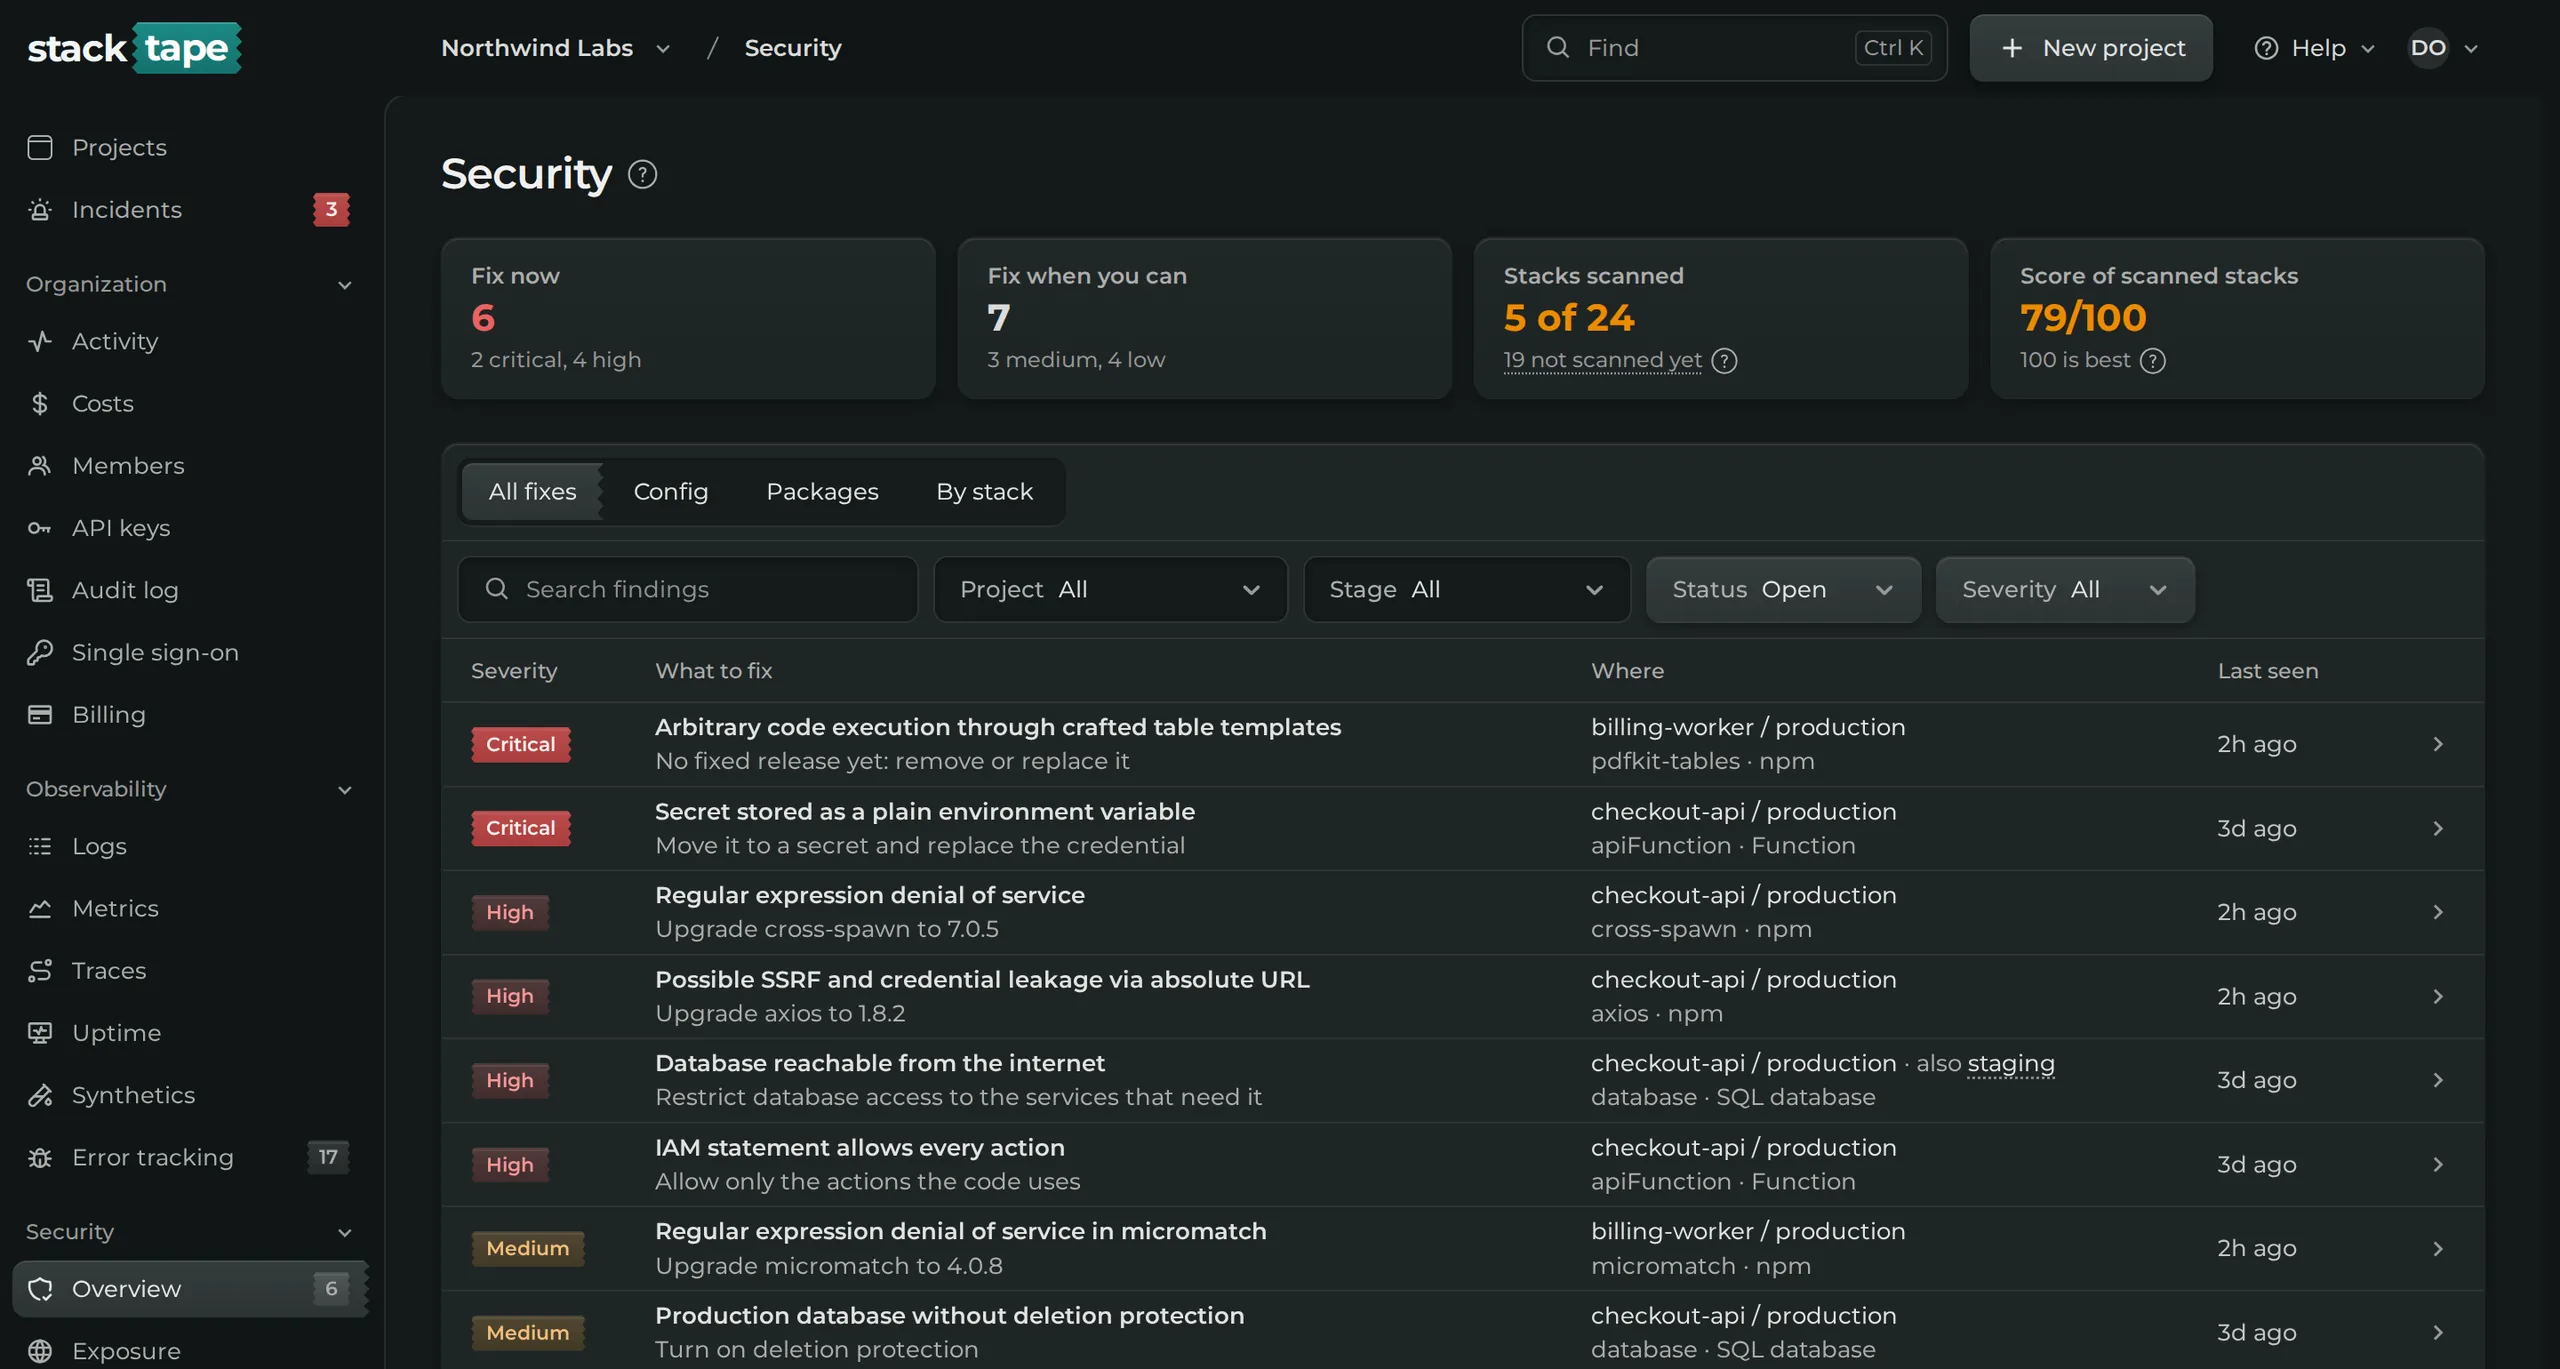 stack tape
Northwind Labs / Security
Find Ctrl K
New project
Help
DO
Projects
Incidents 3
Organization
Activity
Costs
Members
API keys
Audit log
Single sign-on
Billing
Observability
Logs
Metrics
Traces
Uptime
Synthetics
Error tracking 17
Security
Overview 6
Exposure
Security ?
Fix now
6
2 critical, 4 high
Fix when you can
7
3 medium, 4 low
Stacks scanned
5 of 24
19 not scanned yet ?
Score of scanned stacks
79/100
100 is best ?
All fixes Config Packages By stack
Search findings Project All Stage All Status Open Severity All
Severity What to fix Where Last seen
Critical Arbitrary code execution through crafted table templates billing-worker / production 2h ago
No fixed release yet: remove or replace it pdfkit-tables · npm
Critical Secret stored as a plain environment variable checkout-api / production 3d ago
Move it to a secret and replace the credential apiFunction · Function
High Regular expression denial of service checkout-api / production 2h ago
Upgrade cross-spawn to 7.0.5 cross-spawn · npm
High Possible SSRF and credential leakage via absolute URL checkout-api / production 2h ago
Upgrade axios to 1.8.2 axios · npm
High Database reachable from the internet checkout-api / production · also staging 3d ago
Restrict database access to the services that need it database · SQL database
High IAM statement allows every action checkout-api / production 3d ago
Allow only the actions the code uses apiFunction · Function
Medium Regular expression denial of service in micromatch billing-worker / production 2h ago
Upgrade micromatch to 4.0.8 micromatch · npm
Medium Production database without deletion protection checkout-api / production 3d ago
Turn on deletion protection database · SQL database